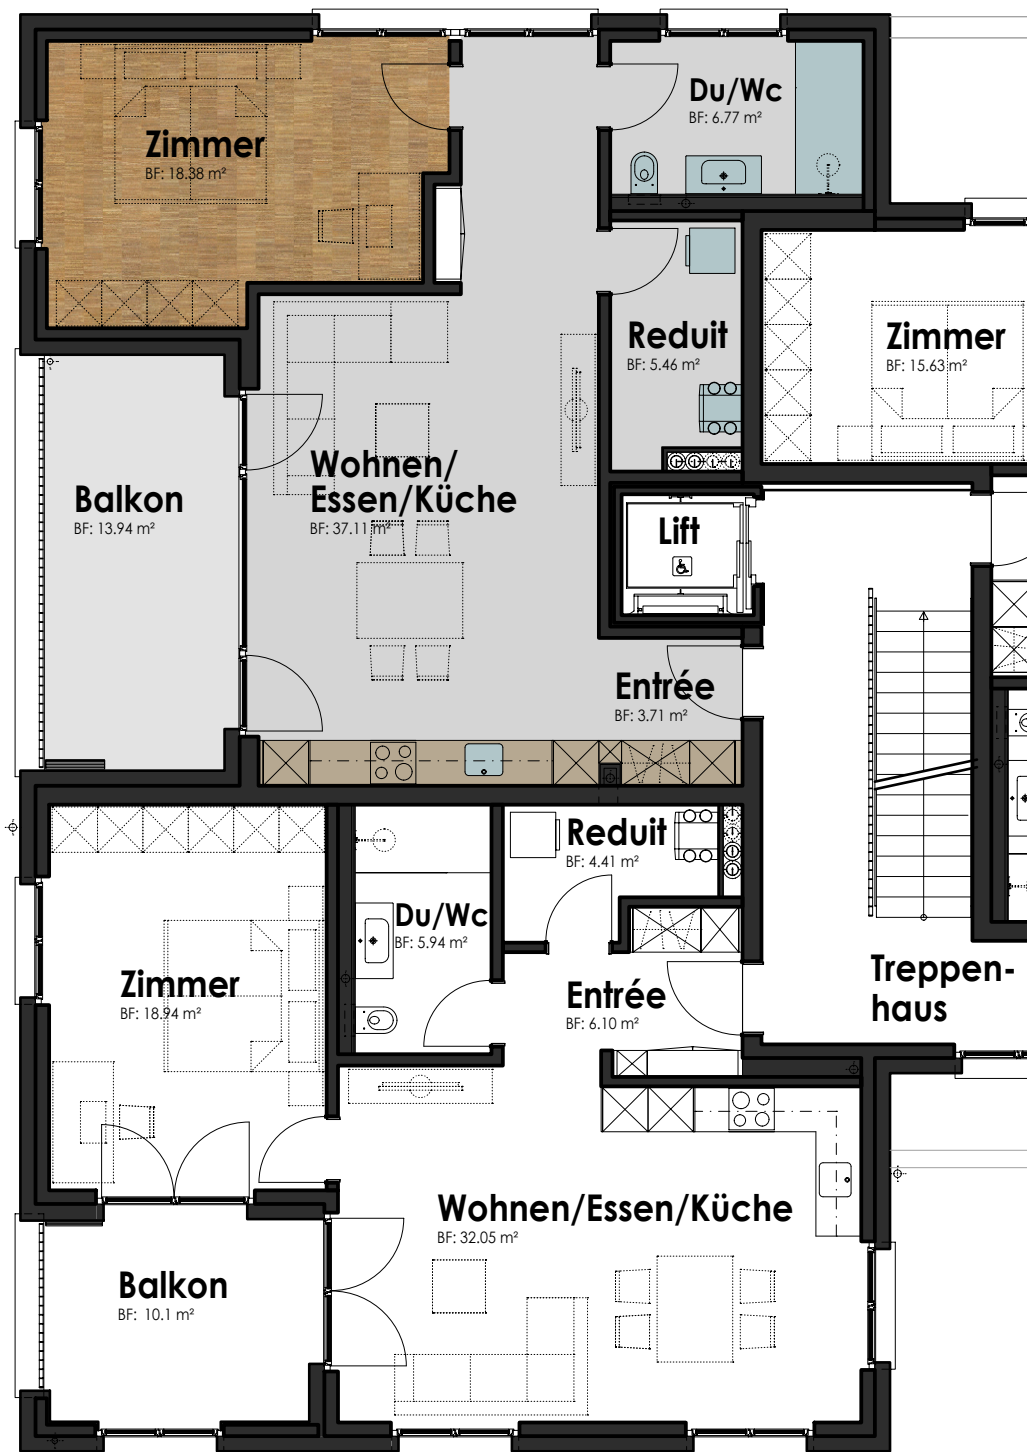 Zimmer
BF: 18.38 m²
Du/Wc
BF: 6.77 m²
Reduit
BF: 5.46 m²
Zimmer
BF: 15.63 m²
Wohnen/
Essen/Küche
BF: 37.11 m²
Balkon
BF: 13.94 m²
Lift
Entrée
BF: 3.71 m²
Reduit
BF: 4.41 m²
Du/Wc
BF: 5.94 m²
Zimmer
BF: 18.94 m²
Entrée
BF: 6.10 m²
Treppen-
haus
Wohnen/Essen/Küche
BF: 32.05 m²
Balkon
BF: 10.1 m²